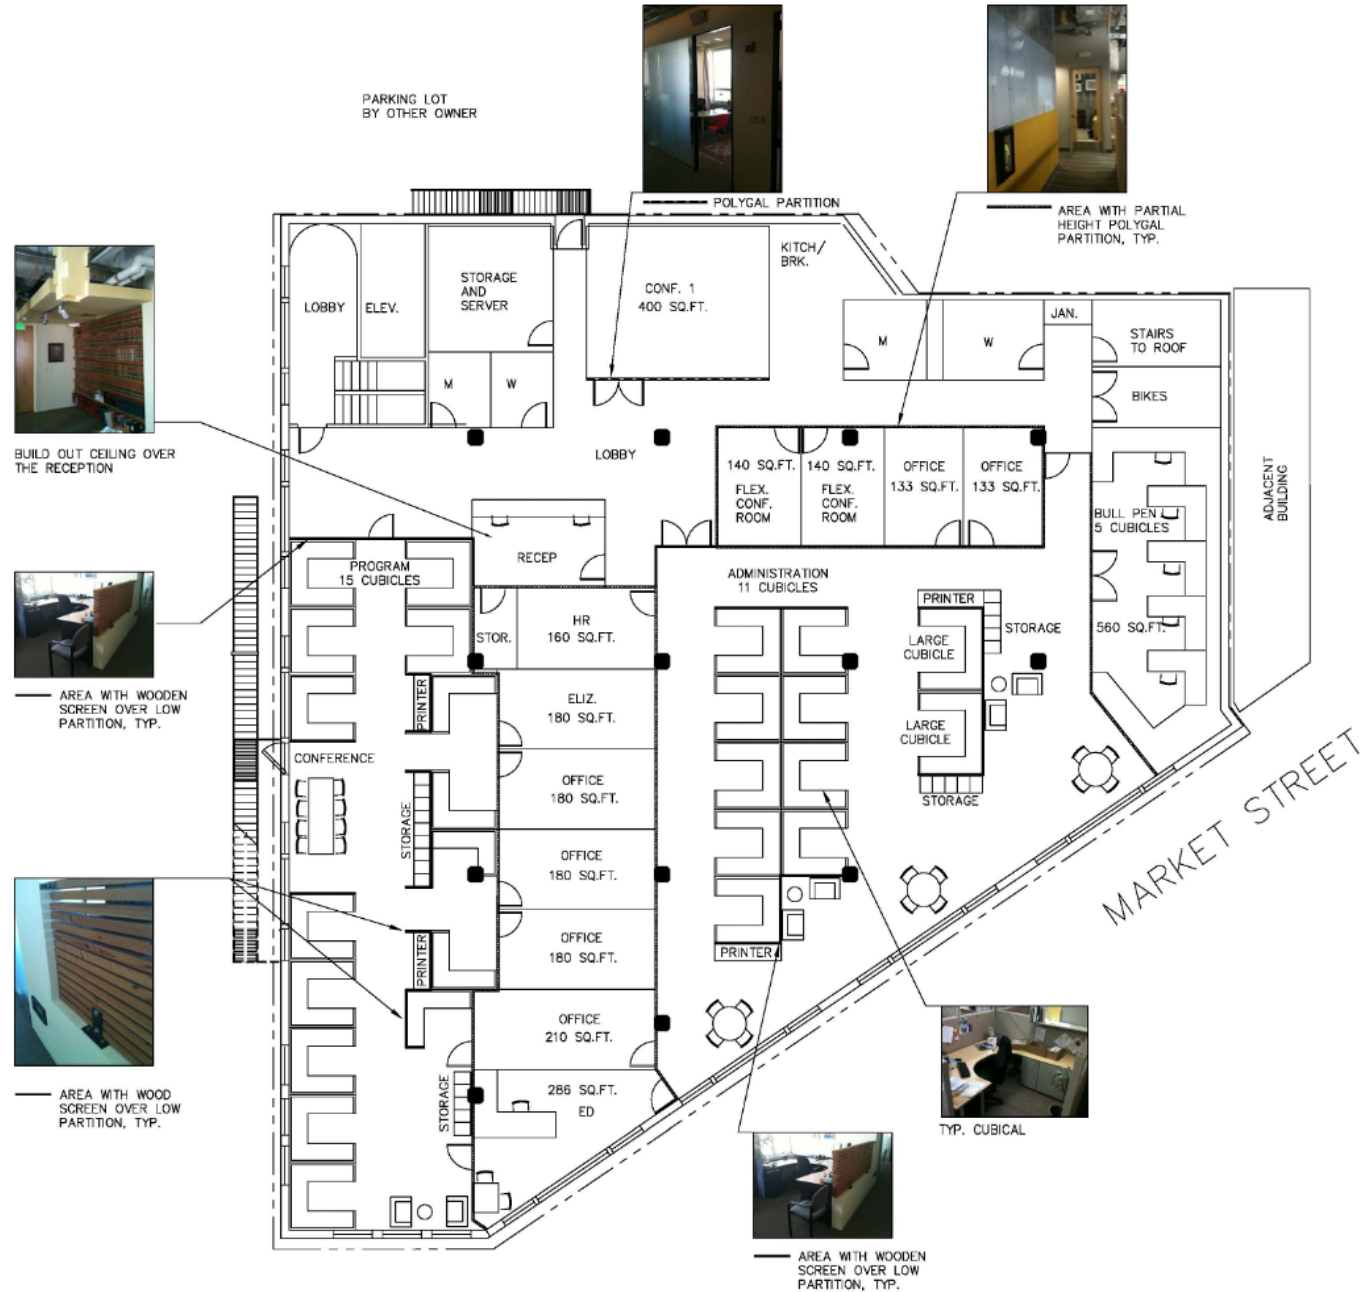 PARKING LOT
BY OTHER OWNER
POLYGAL PARTITION
AREA WITH PARTIAL
HEIGHT POLYGAL
PARTITION, TYP.
KITCH/
BRK.
STORAGE
AND
SERVER
CONF. 1
400 SQ.FT.
LOBBY
ELEV.
JAN.
STAIRS
TO ROOF
M
W
M
W
BIKES
BUILD OUT CEILING OVER
THE RECEPTION
LOBBY
140 SQ.FT.
FLEX.
CONF.
ROOM
140 SQ.FT.
FLEX.
CONF.
ROOM
OFFICE
133 SQ.FT.
OFFICE
133 SQ.FT.
ADJACENT
BUILDING
BULL PEN
5 CUBICLES
560 SQ.FT.
RECEP
PROGRAM
15 CUBICLES
ADMINISTRATION
11 CUBICLES
PRINTER
STORAGE
LARGE
CUBICLE
LARGE
CUBICLE
STORAGE
HR
160 SQ.FT.
STOR.
AREA WITH WOODEN
SCREEN OVER LOW
PARTITION, TYP.
PRINTER
ELIZ.
180 SQ.FT.
CONFERENCE
OFFICE
180 SQ.FT.
STORAGE
OFFICE
180 SQ.FT.
MARKET STREET
OFFICE
180 SQ.FT.
PRINTER
PRINTER
OFFICE
210 SQ.FT.
286 SQ.FT.
ED
STORAGE
AREA WITH WOOD
SCREEN OVER LOW
PARTITION, TYP.
TYP. CUBICAL
AREA WITH WOODEN
SCREEN OVER LOW
PARTITION, TYP.